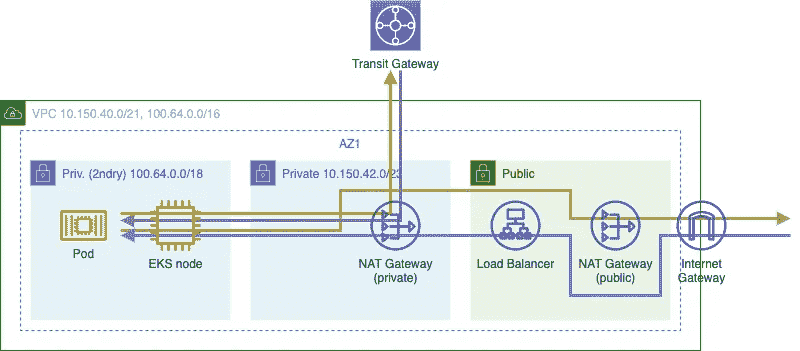 Transit Gateway
VPC 10.150.40.0/21, 100.64.0.0/16
AZ1
Priv. (2ndry) 100.64.0.0/18
Private 10.150.42.0/23
Public
Pod
EKS node
NAT Gateway
(private)
Load Balancer
NAT Gateway
(public)
Internet
Gateway